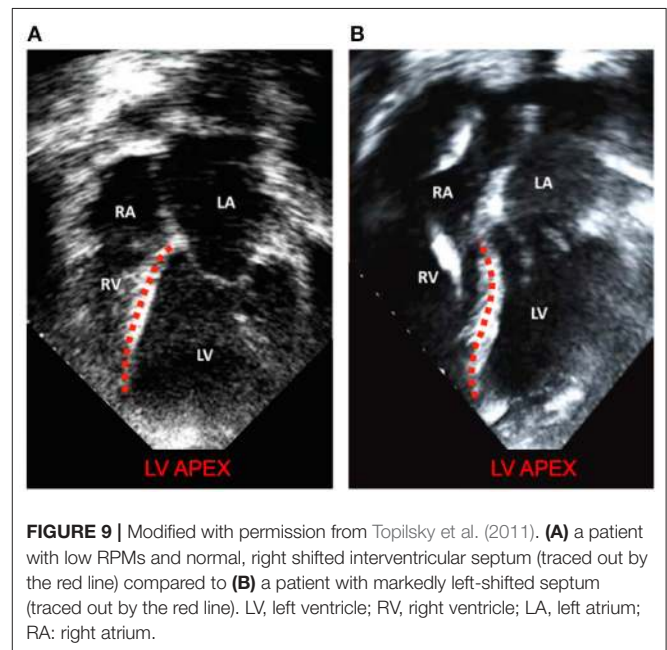 A
B
RA
LA
RV
LV
LV APEX
RA
LA
RV
LV
LV APEX
FIGURE 9 | Modified with permission from Topilsky et al. (2011). (A) a patient
with low RPMs and normal, right shifted interventricular septum (traced out by
the red line) compared to (B) a patient with markedly left-shifted septum
(traced out by the red line). LV, left ventricle; RV, right ventricle; LA, left atrium;
RA: right atrium.